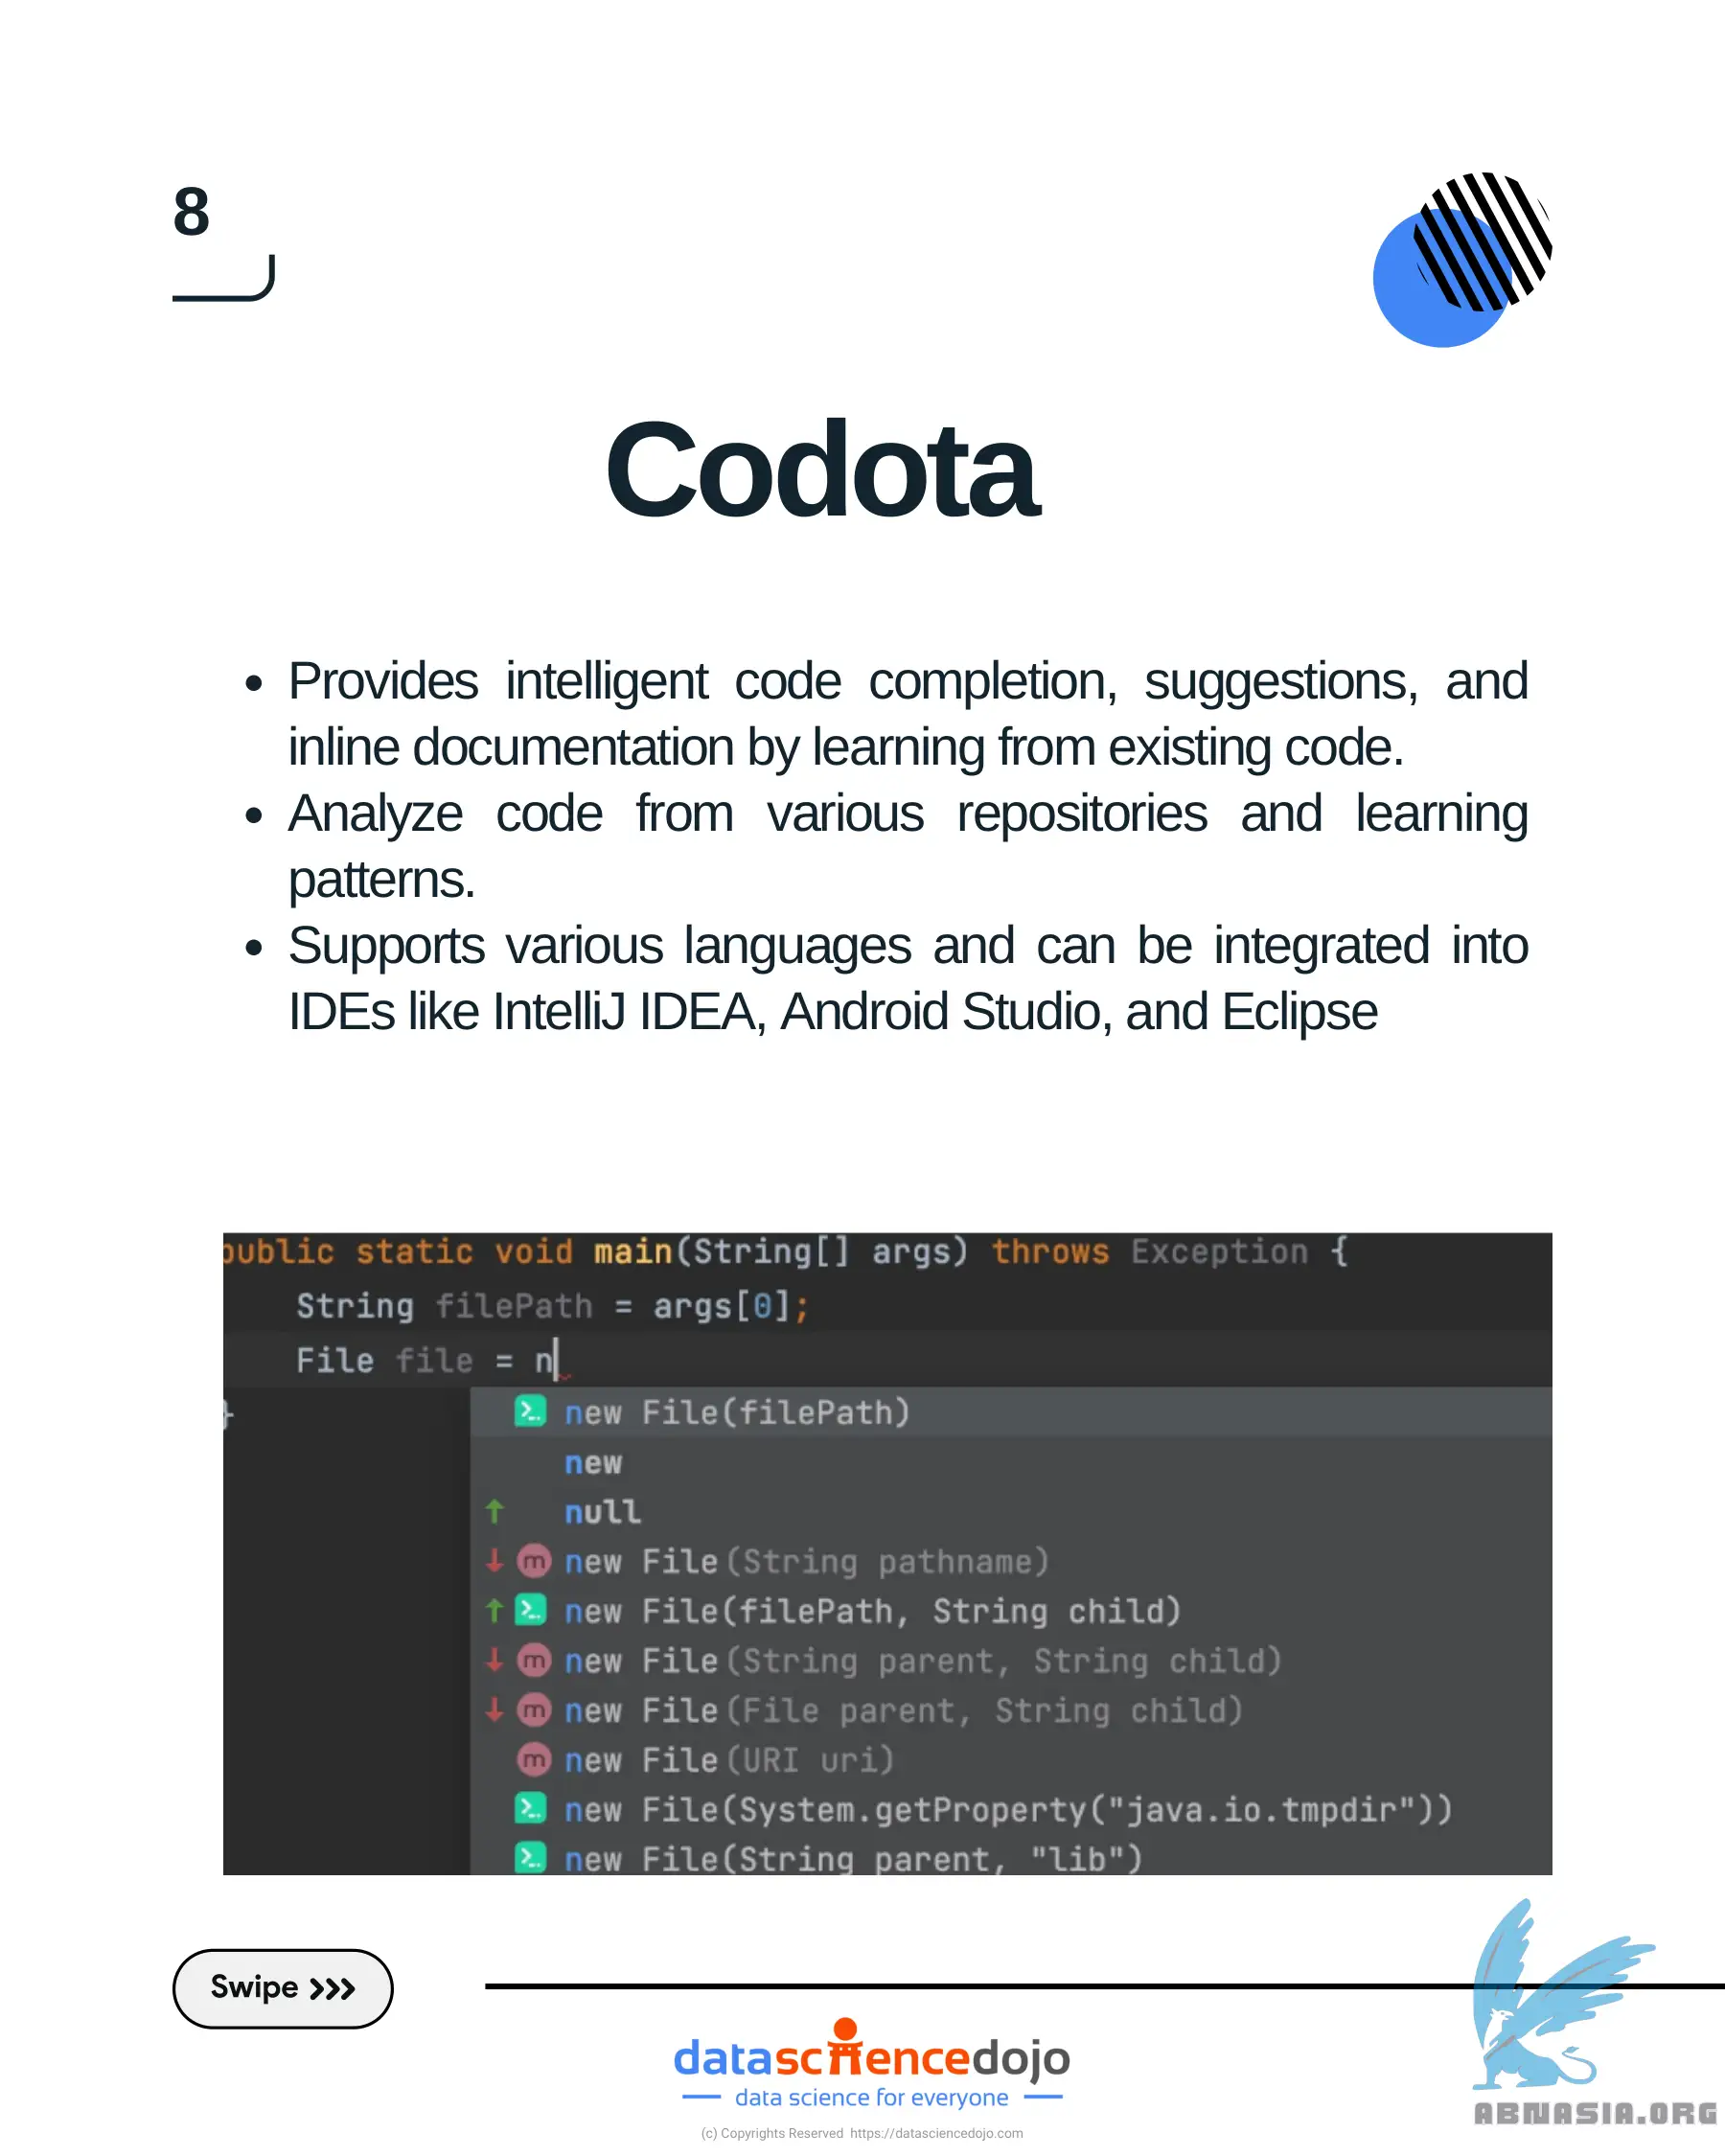 8
Codota
• Provides intelligent code completion, suggestions, and
inline documentation by learning from existing code.
• Analyze code from various repositories and learning
patterns.
• Supports various languages and can be integrated into
IDEs like IntelliJ IDEA, Android Studio, and Eclipse
public static void main(String[] args) throws Exception {
String filePath = args[0];
File file = n
}
new File(filePath)
new
null
m new File(String pathname)
new File(filePath, String child)
m new File(String parent, String child)
m new File(File parent, String child)
m new File(URI uri)
new File(System.getProperty("java.io.tmpdir"))
new File(String parent, "lib")
Swipe
datasciencedojo
data science for everyone
(c) Copyrights Reserved https://datasciencedojo.com
ABNASIA.ORG